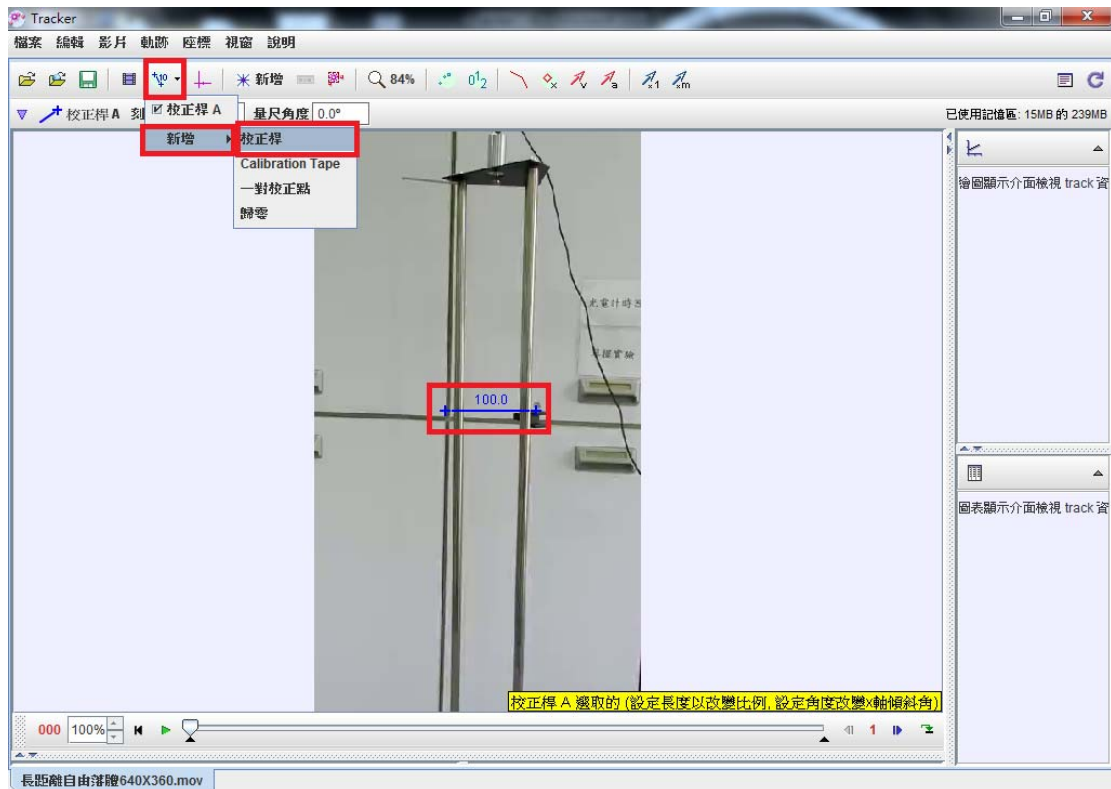 Tracker
檔案 編輯 影片 軌跡 座標 視窗 說明
新增 84%
校正桿 A 量尺角度 0.0° 已使用記憶區: 15MB 的 239MB
校正桿 A
新增 校正桿
Calibration Tape
一對校正點
歸零
繪圖顯示介面檢視 track 資
光電計時
100.0
圖表顯示介面檢視 track 資
校正桿 A 選取的 (設定長度以改變比例, 設定角度改變x軸傾斜角)
000 100% 1
長距離自由落體640X360.mov